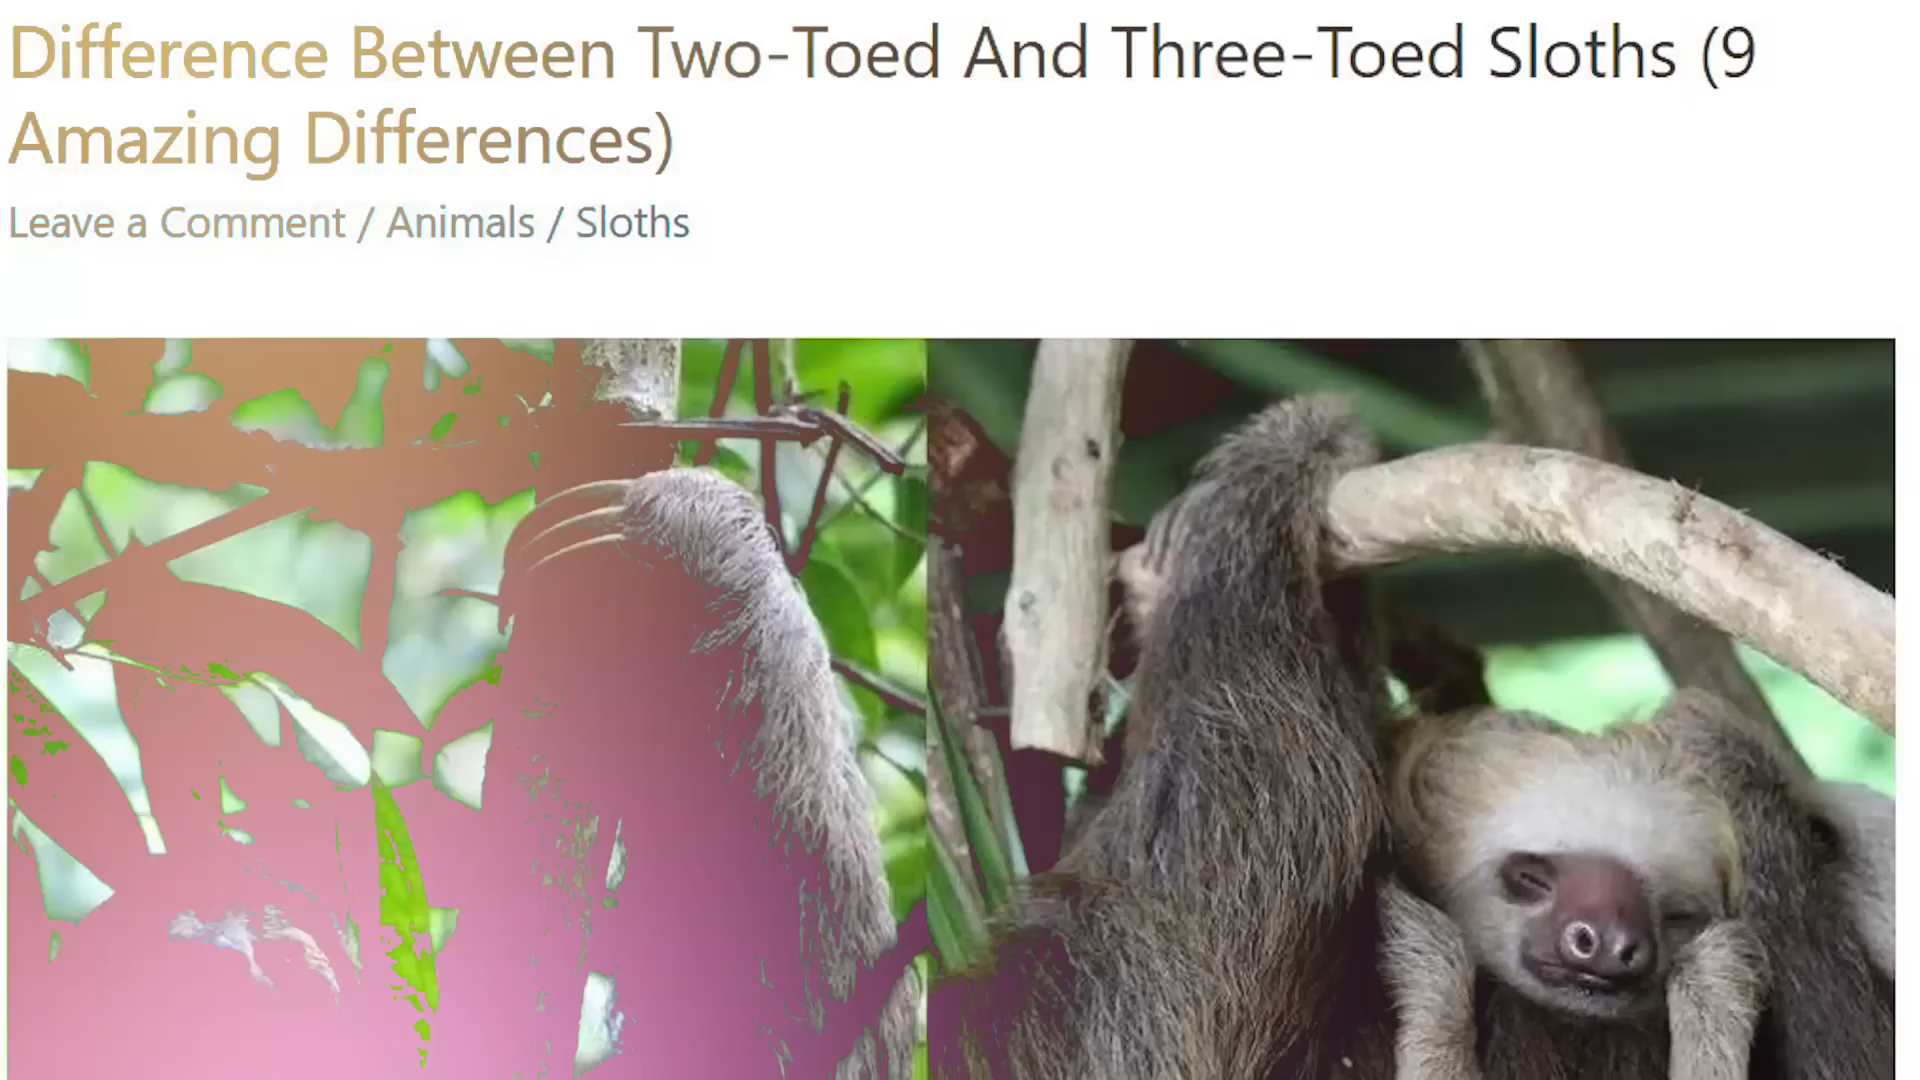 Difference Between Two-Toed And Three-Toed Sloths (9
Amazing Differences)
Leave a Comment / Animals / Sloths